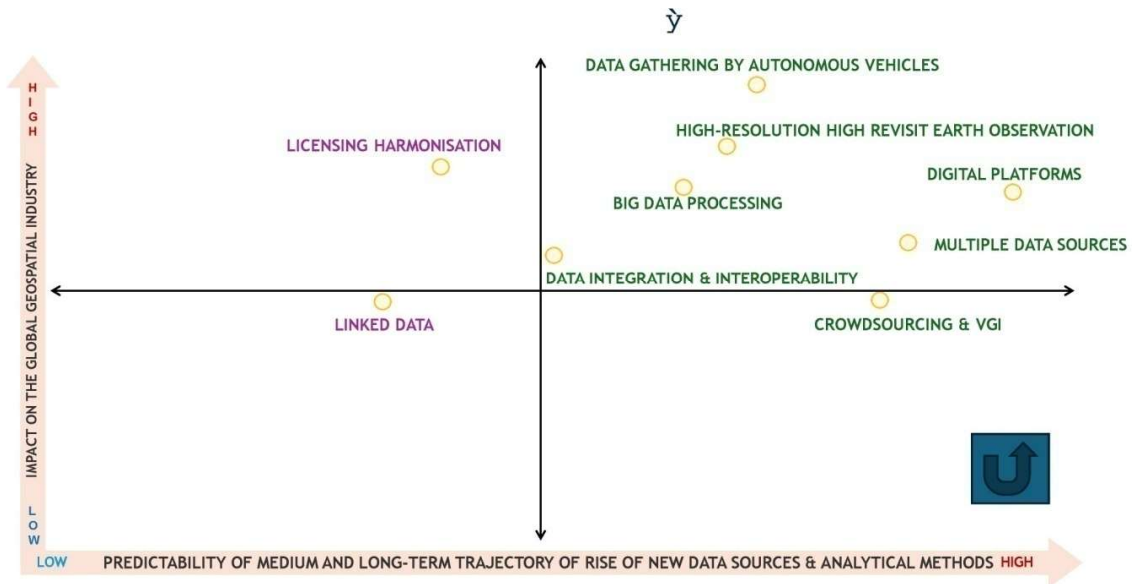 ỳ
DATA GATHERING BY AUTONOMOUS VEHICLES
HIGH
HIGH-RESOLUTION HIGH REVISIT EARTH OBSERVATION
LICENSING HARMONISATION
DIGITAL PLATFORMS
BIG DATA PROCESSING
MULTIPLE DATA SOURCES
DATA INTEGRATION & INTEROPERABILITY
LINKED DATA
CROWDSOURCING & VGI
IMPACT ON THE GLOBAL GEOSPATIAL INDUSTRY
LOW
LOW
PREDICTABILITY OF MEDIUM AND LONG-TERM TRAJECTORY OF RISE OF NEW DATA SOURCES & ANALYTICAL METHODS HIGH